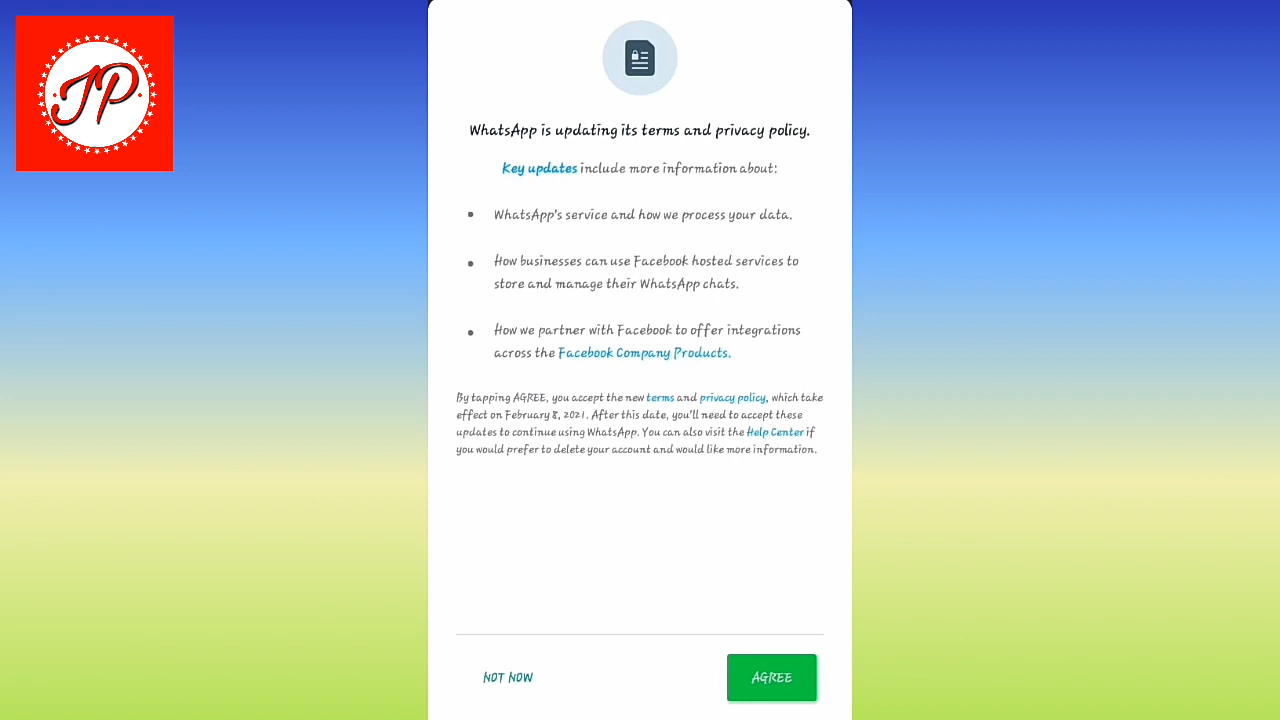 JP
WhatsApp is updating its terms and privacy policy.
Key updates include more information about:
• WhatsApp's service and how we process your data.
• How businesses can use Facebook hosted services to
store and manage their WhatsApp chats.
• How we partner with Facebook to offer integrations
across the Facebook Company Products.
By tapping AGREE, you accept the new terms and privacy policy, which take
effect on February 8, 2021. After this date, you'll need to accept these
updates to continue using WhatsApp. You can also visit the Help Center if
you would prefer to delete your account and would like more information.
NOT NOW
AGREE